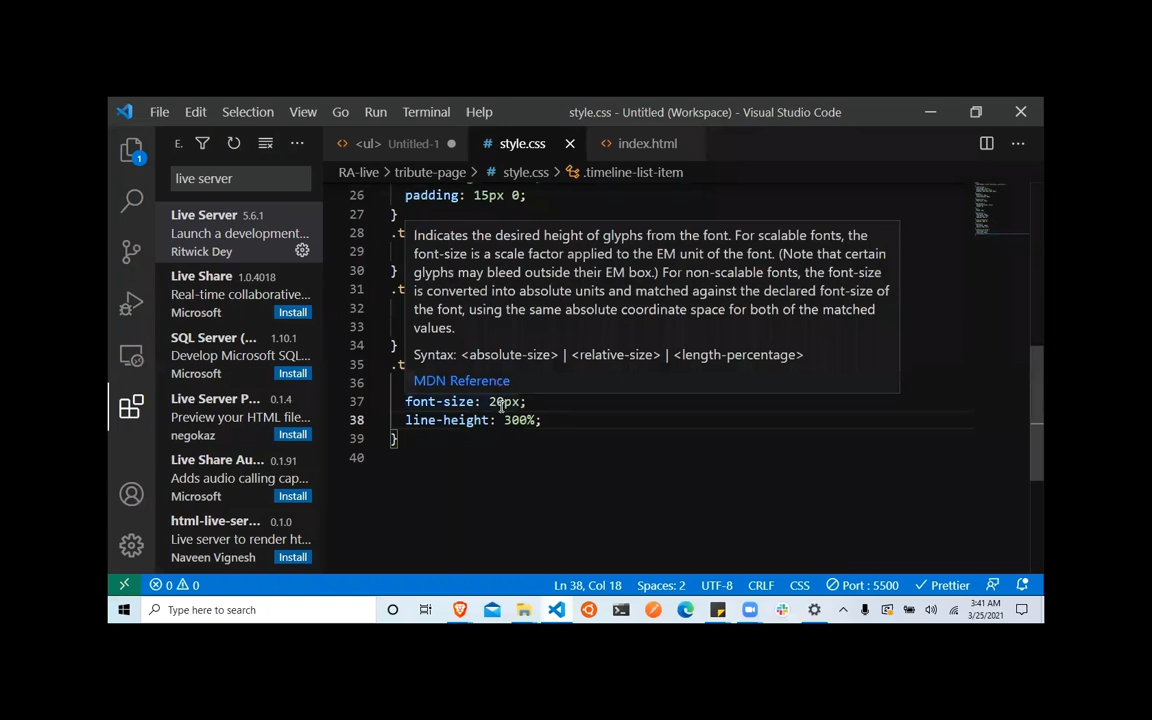 File Edit Selection View Go Run Terminal Help style.css - Untitled (Workspace) - Visual Studio Code
E. <ul> Untitled-1 # style.css index.html
live server
RA-live > tribute-page > # style.css > .timeline-list-item
Live Server 5.6.1
Launch a development...
Ritwick Dey
Live Share 1.0.4018
Real-time collaborative...
Microsoft Install
SQL Server (... 1.10.1
Develop Microsoft SQL...
Microsoft Install
Live Server P... 0.1.4
Preview your HTML file...
negokaz Install
Live Share Au... 0.1.91
Adds audio calling cap...
Microsoft Install
html-live-ser... 0.1.0
Live server to render ht...
Naveen Vignesh Install
26 padding: 15px 0;
27 }
28 .t
29
30 }
31 .t
32
33
34 }
35 .t
36
37 font-size: 20px;
38 line-height: 300%;
39 }
40
Indicates the desired height of glyphs from the font. For scalable fonts, the
font-size is a scale factor applied to the EM unit of the font. (Note that certain
glyphs may bleed outside their EM box.) For non-scalable fonts, the font-size
is converted into absolute units and matched against the declared font-size of
the font, using the same absolute coordinate space for both of the matched
values.
Syntax: <absolute-size> | <relative-size> | <length-percentage>
MDN Reference
1
0 0 Ln 38, Col 18 Spaces: 2 UTF-8 CRLF CSS Port : 5500 Prettier
Type here to search
3:41 AM
3/25/2021